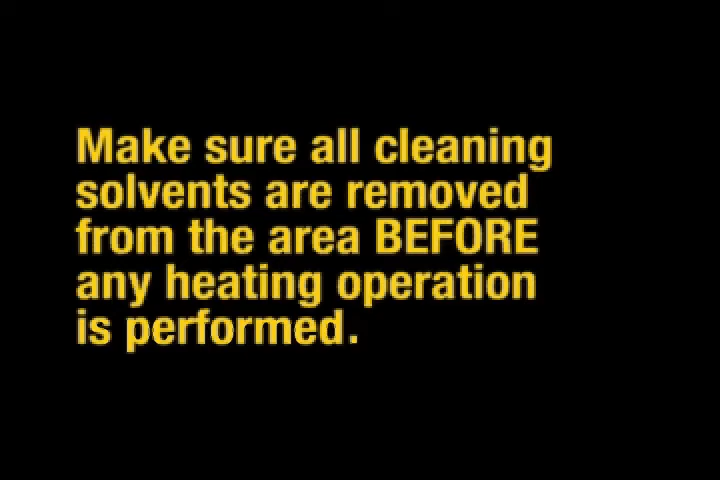 Make sure all cleaning
solvents are removed
from the area BEFORE
any heating operation
is performed.